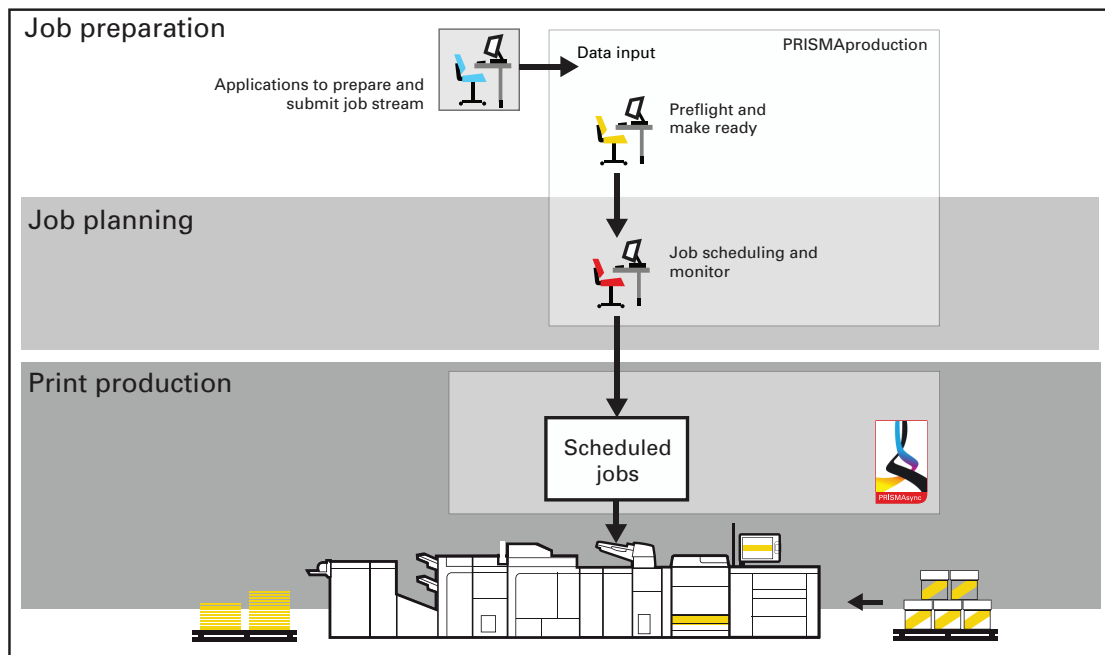 Job preparation
PRISMAproduction
Data input
Applications to prepare and
submit job stream
Preflight and
make ready
Job planning
Job scheduling and
monitor
Print production
Scheduled
jobs
PRISMAsync